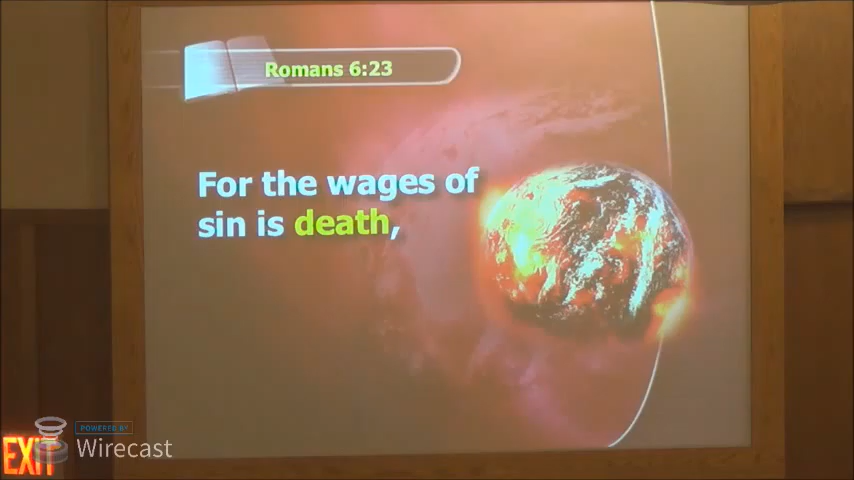 Romans 6:23
For the wages of
sin is death,
EXIT
POWERED BY
Wirecast